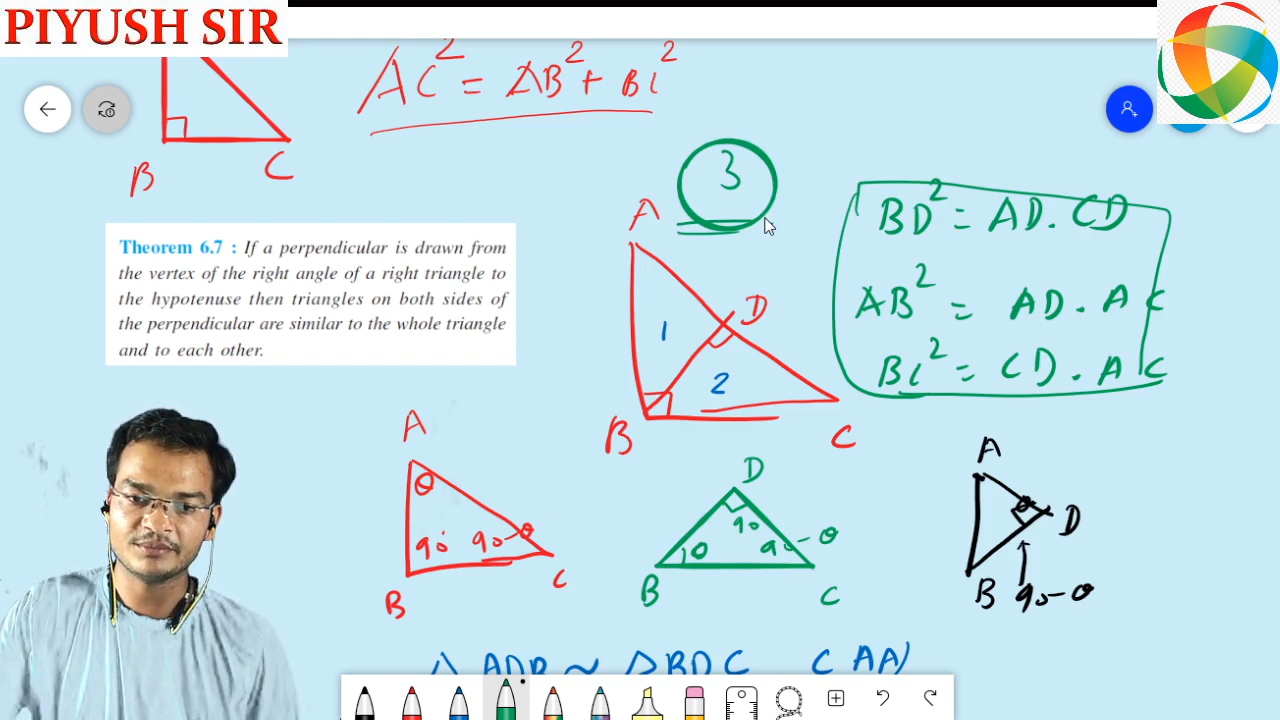 PIYUSH SIR
AC² = AB² + BC²
B
C
3
Theorem 6.7 : If a perpendicular is drawn from
the vertex of the right angle of a right triangle to
the hypotenuse then triangles on both sides of
the perpendicular are similar to the whole triangle
and to each other.
A
D
1
2
B
C
BD² = AD . CD
AB² = AD . AC
BC² = CD . AC
A
θ
90° 90-θ
B
C
D
90
θ 90-θ
B
C
A
θ
D
B 90-θ
Δ ADB ~ Δ BDC (AA)